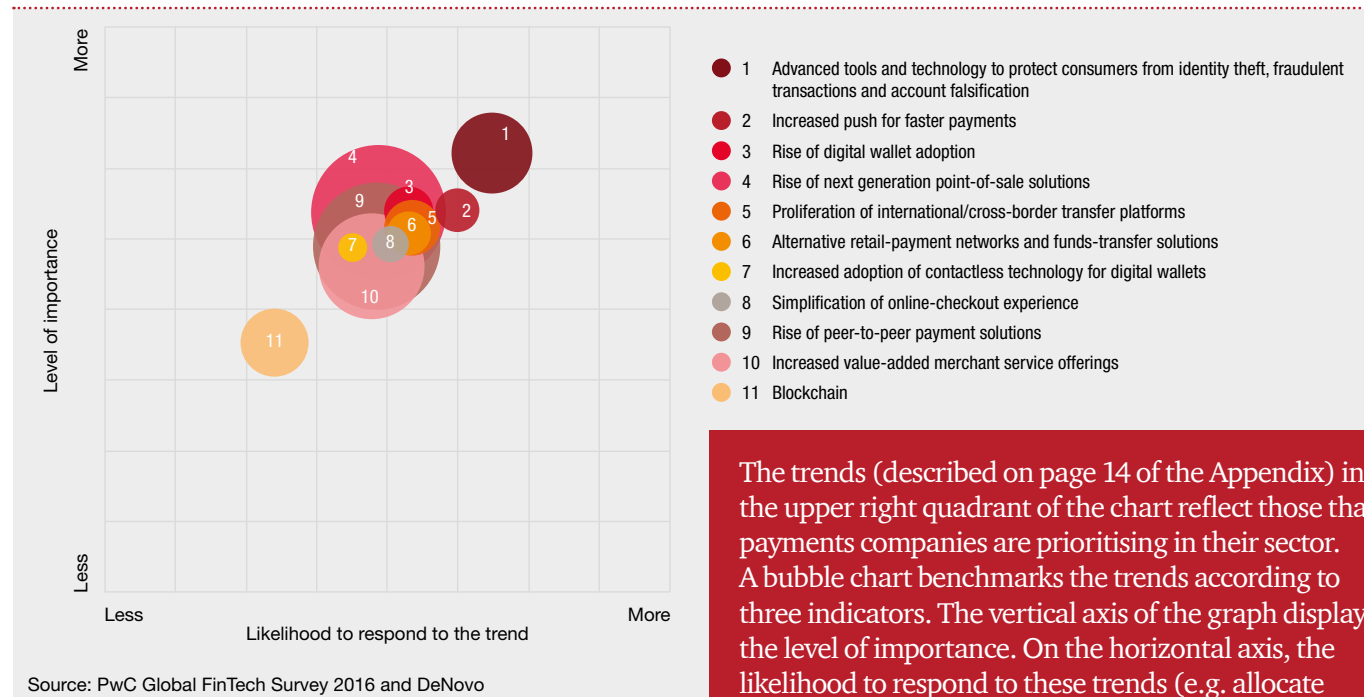 More
Level of importance
Less
Less
More
Likelihood to respond to the trend
4
1
9
3
5
2
6
7
8
10
11
1 Advanced tools and technology to protect consumers from identity theft, fraudulent
transactions and account falsification
2 Increased push for faster payments
3 Rise of digital wallet adoption
4 Rise of next generation point-of-sale solutions
5 Proliferation of international/cross-border transfer platforms
6 Alternative retail-payment networks and funds-transfer solutions
7 Increased adoption of contactless technology for digital wallets
8 Simplification of online-checkout experience
9 Rise of peer-to-peer payment solutions
10 Increased value-added merchant service offerings
11 Blockchain
The trends (described on page 14 of the Appendix) in
the upper right quadrant of the chart reflect those tha
payments companies are prioritising in their sector.
A bubble chart benchmarks the trends according to
three indicators. The vertical axis of the graph display
the level of importance. On the horizontal axis, the
likelihood to respond to these trends (e.g. allocate
Source: PwC Global FinTech Survey 2016 and DeNovo